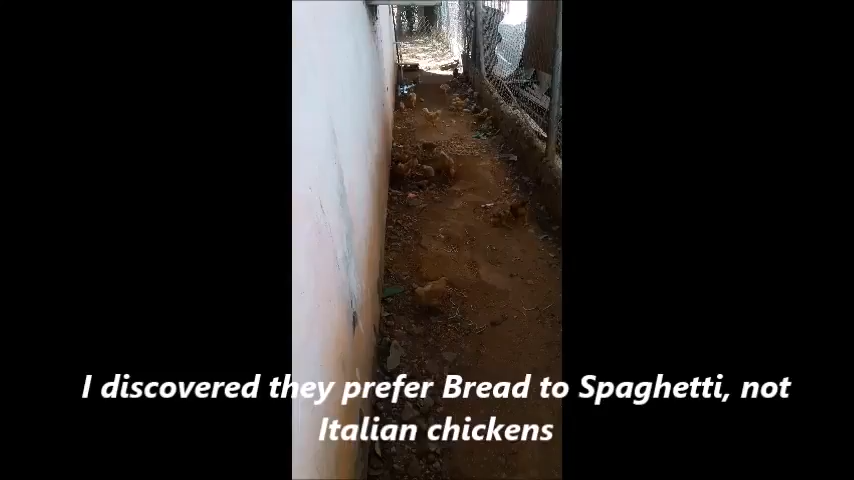 I discovered they prefer Bread to Spaghetti, not
Italian chickens